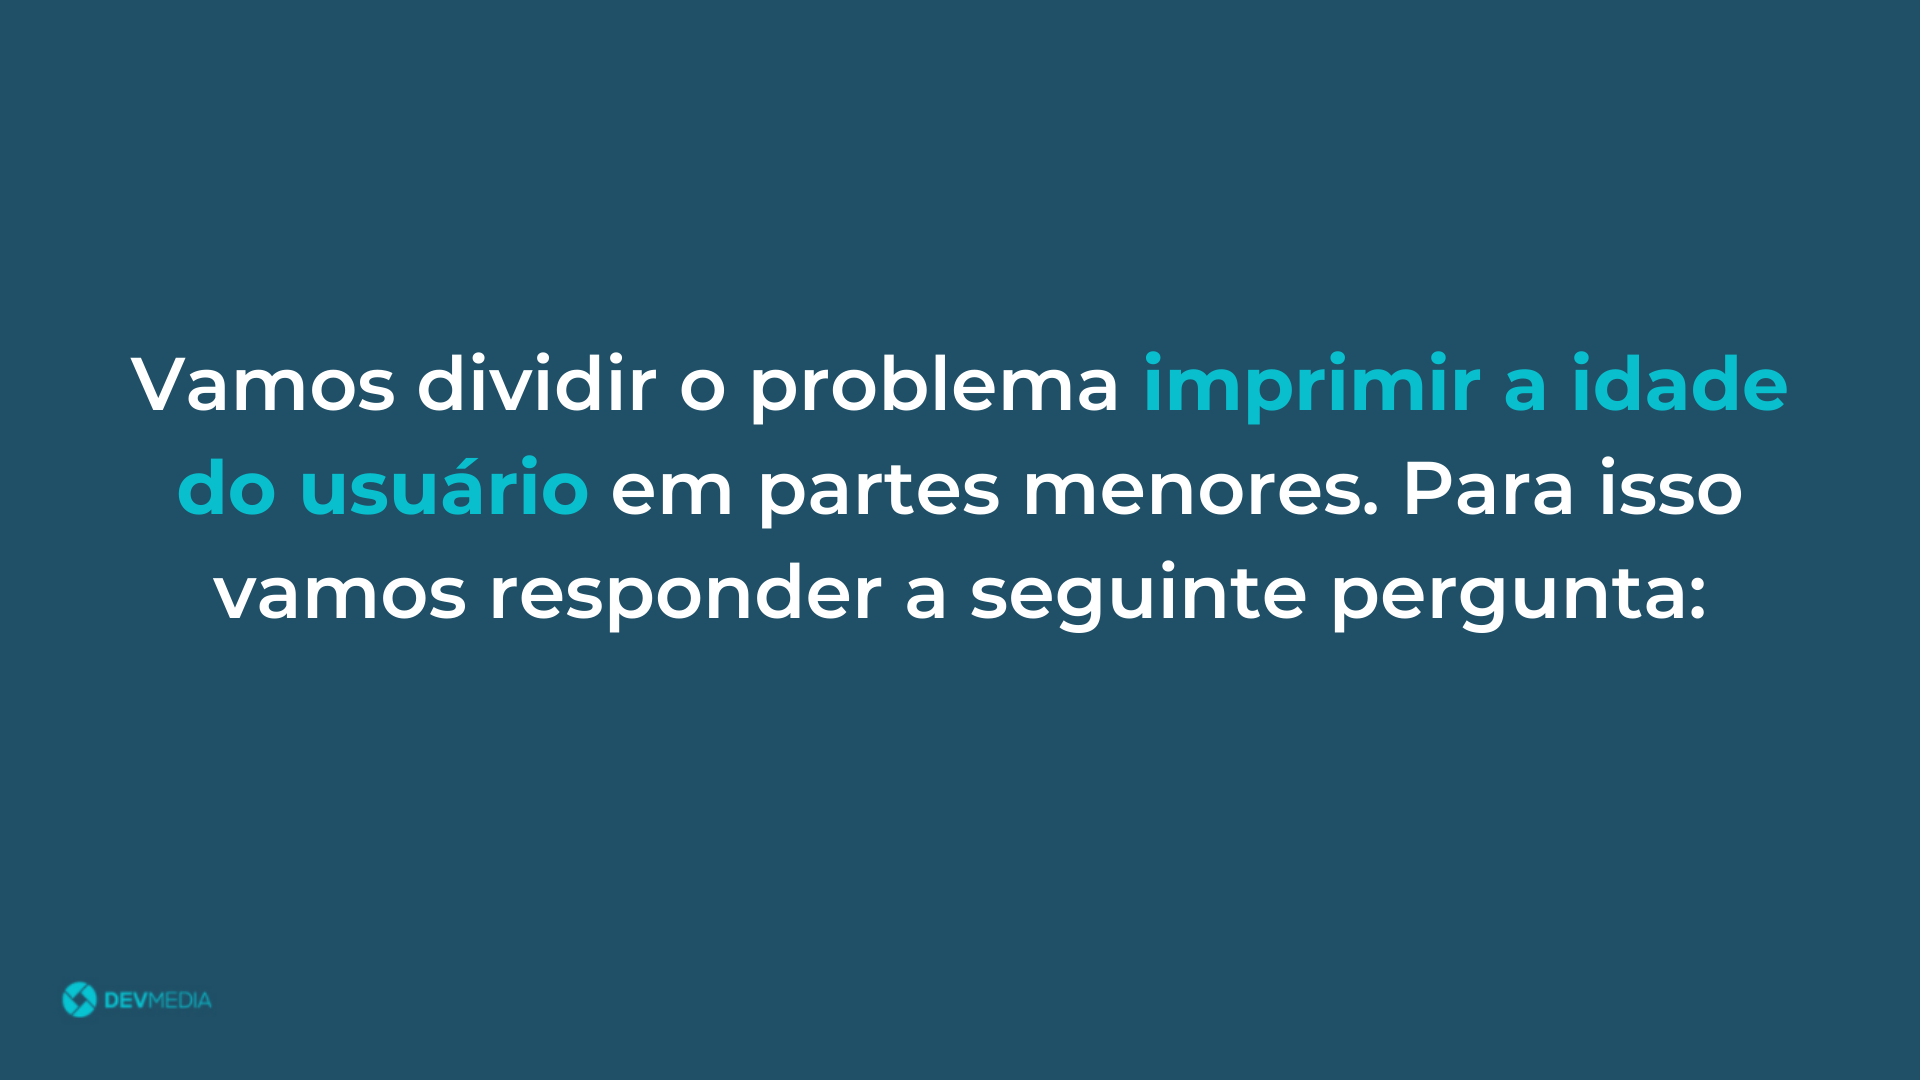 Vamos dividir o problema imprimir a idade
do usuário em partes menores. Para isso
vamos responder a seguinte pergunta:
DEVMEDIA